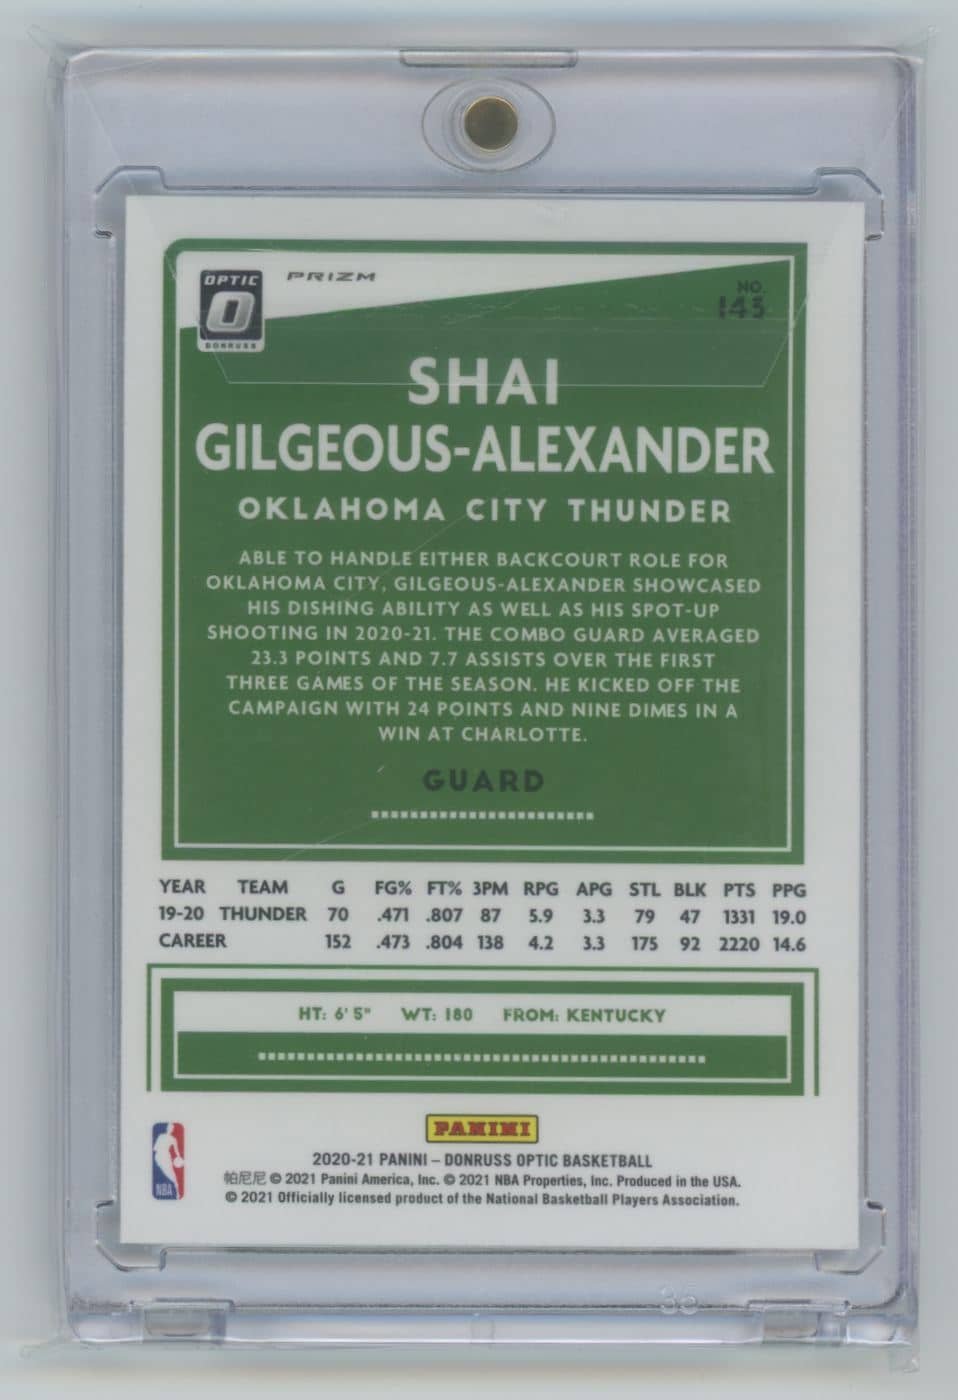 OPTIC
DONRUSS
PRIZM
NO.
143
SHAI
GILGEOUS-ALEXANDER
OKLAHOMA CITY THUNDER
ABLE TO HANDLE EITHER BACKCOURT ROLE FOR
OKLAHOMA CITY, GILGEOUS-ALEXANDER SHOWCASED
HIS DISHING ABILITY AS WELL AS HIS SPOT-UP
SHOOTING IN 2020-21. THE COMBO GUARD AVERAGED
23.3 POINTS AND 7.7 ASSISTS OVER THE FIRST
THREE GAMES OF THE SEASON. HE KICKED OFF THE
CAMPAIGN WITH 24 POINTS AND NINE DIMES IN A
WIN AT CHARLOTTE.
GUARD
YEAR TEAM G FG% FT% 3PM RPG APG STL BLK PTS PPG
19-20 THUNDER 70 .471 .807 87 5.9 3.3 79 47 1331 19.0
CAREER 152 .473 .804 138 4.2 3.3 175 92 2220 14.6
HT: 6' 5" WT: 180 FROM: KENTUCKY
PANINI
NBA
2020-21 PANINI – DONRUSS OPTIC BASKETBALL
帕尼尼 © 2021 Panini America, Inc. © 2021 NBA Properties, Inc. Produced in the USA.
© 2021 Officially licensed product of the National Basketball Players Association.